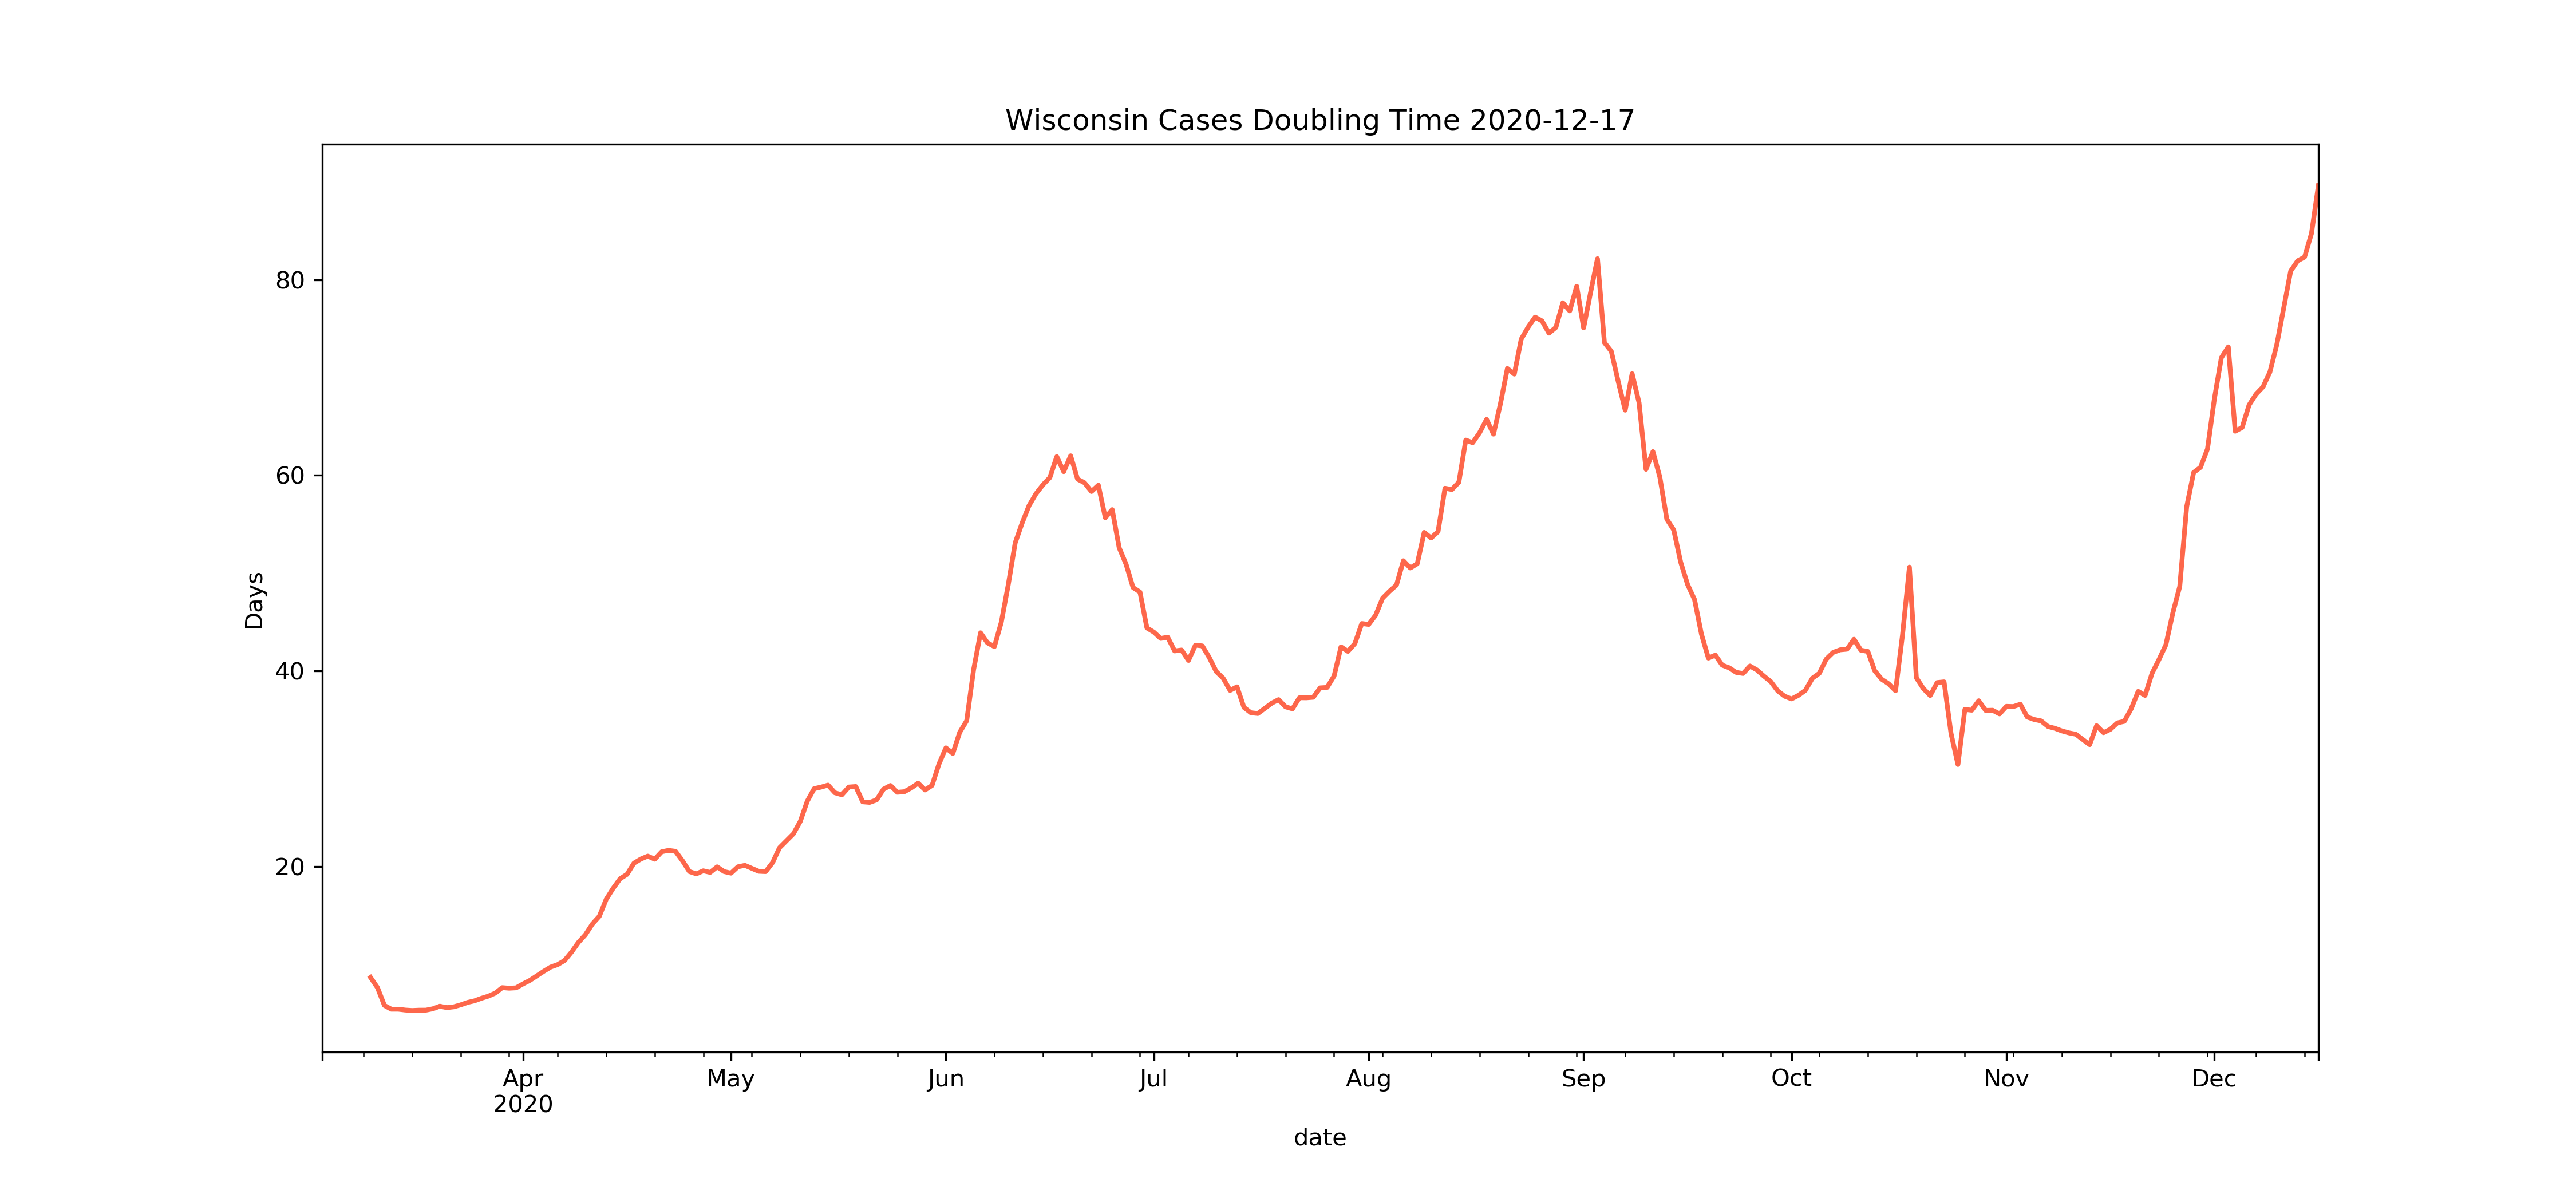 Wisconsin Cases Doubling Time 2020-12-17
80
60
40
20
Days
Apr May Jun Jul Aug Sep Oct Nov Dec
2020
date